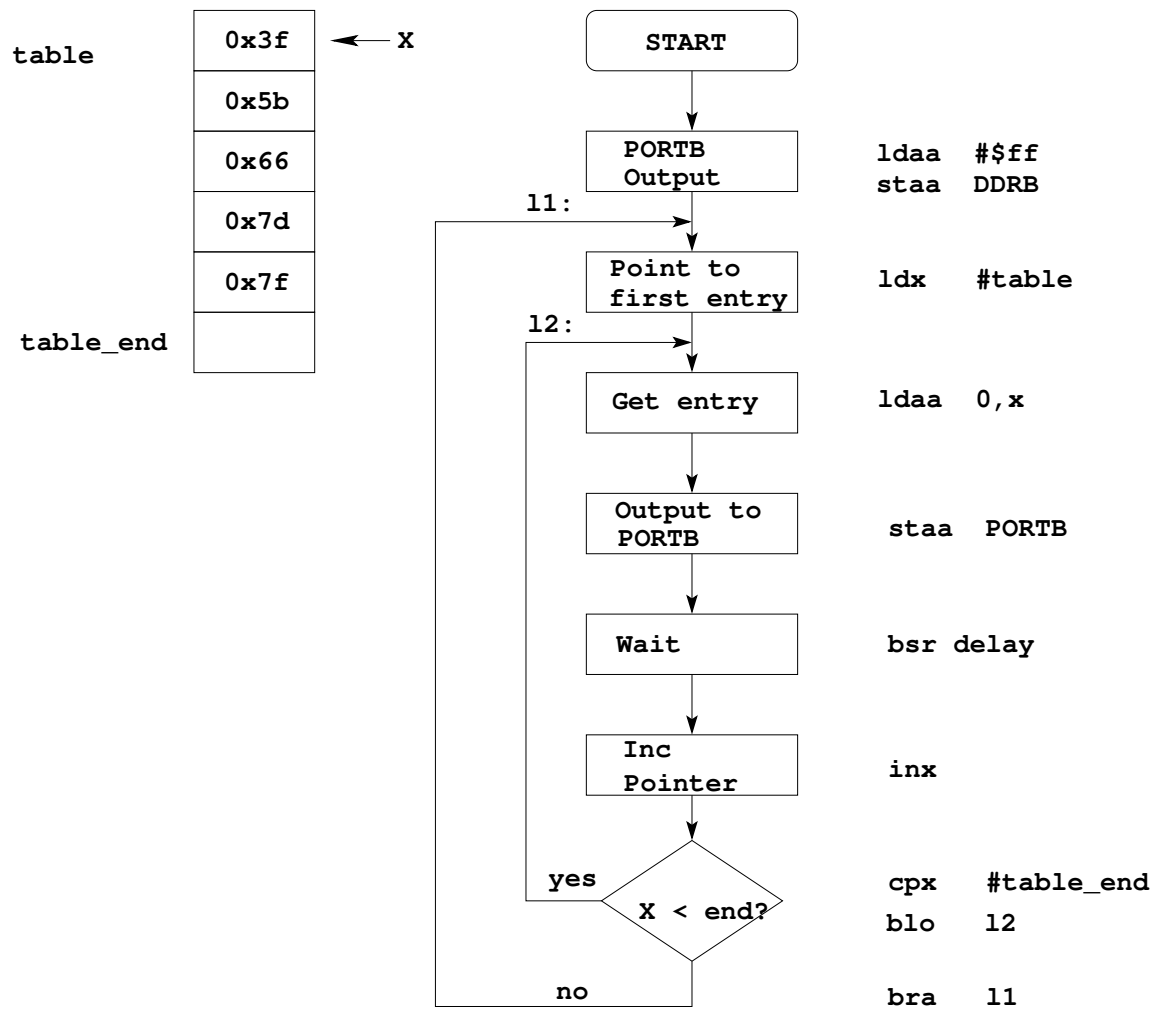 table
0x3f
X
0x5b
0x66
0x7d
0x7f
table_end
START
PORTB
Output
ldaa #$ff
staa DDRB
l1:
Point to
first entry
ldx #table
l2:
Get entry
ldaa 0,x
Output to
PORTB
staa PORTB
Wait
bsr delay
Inc
Pointer
inx
yes
X < end?
cpx #table_end
blo l2
no
bra l1